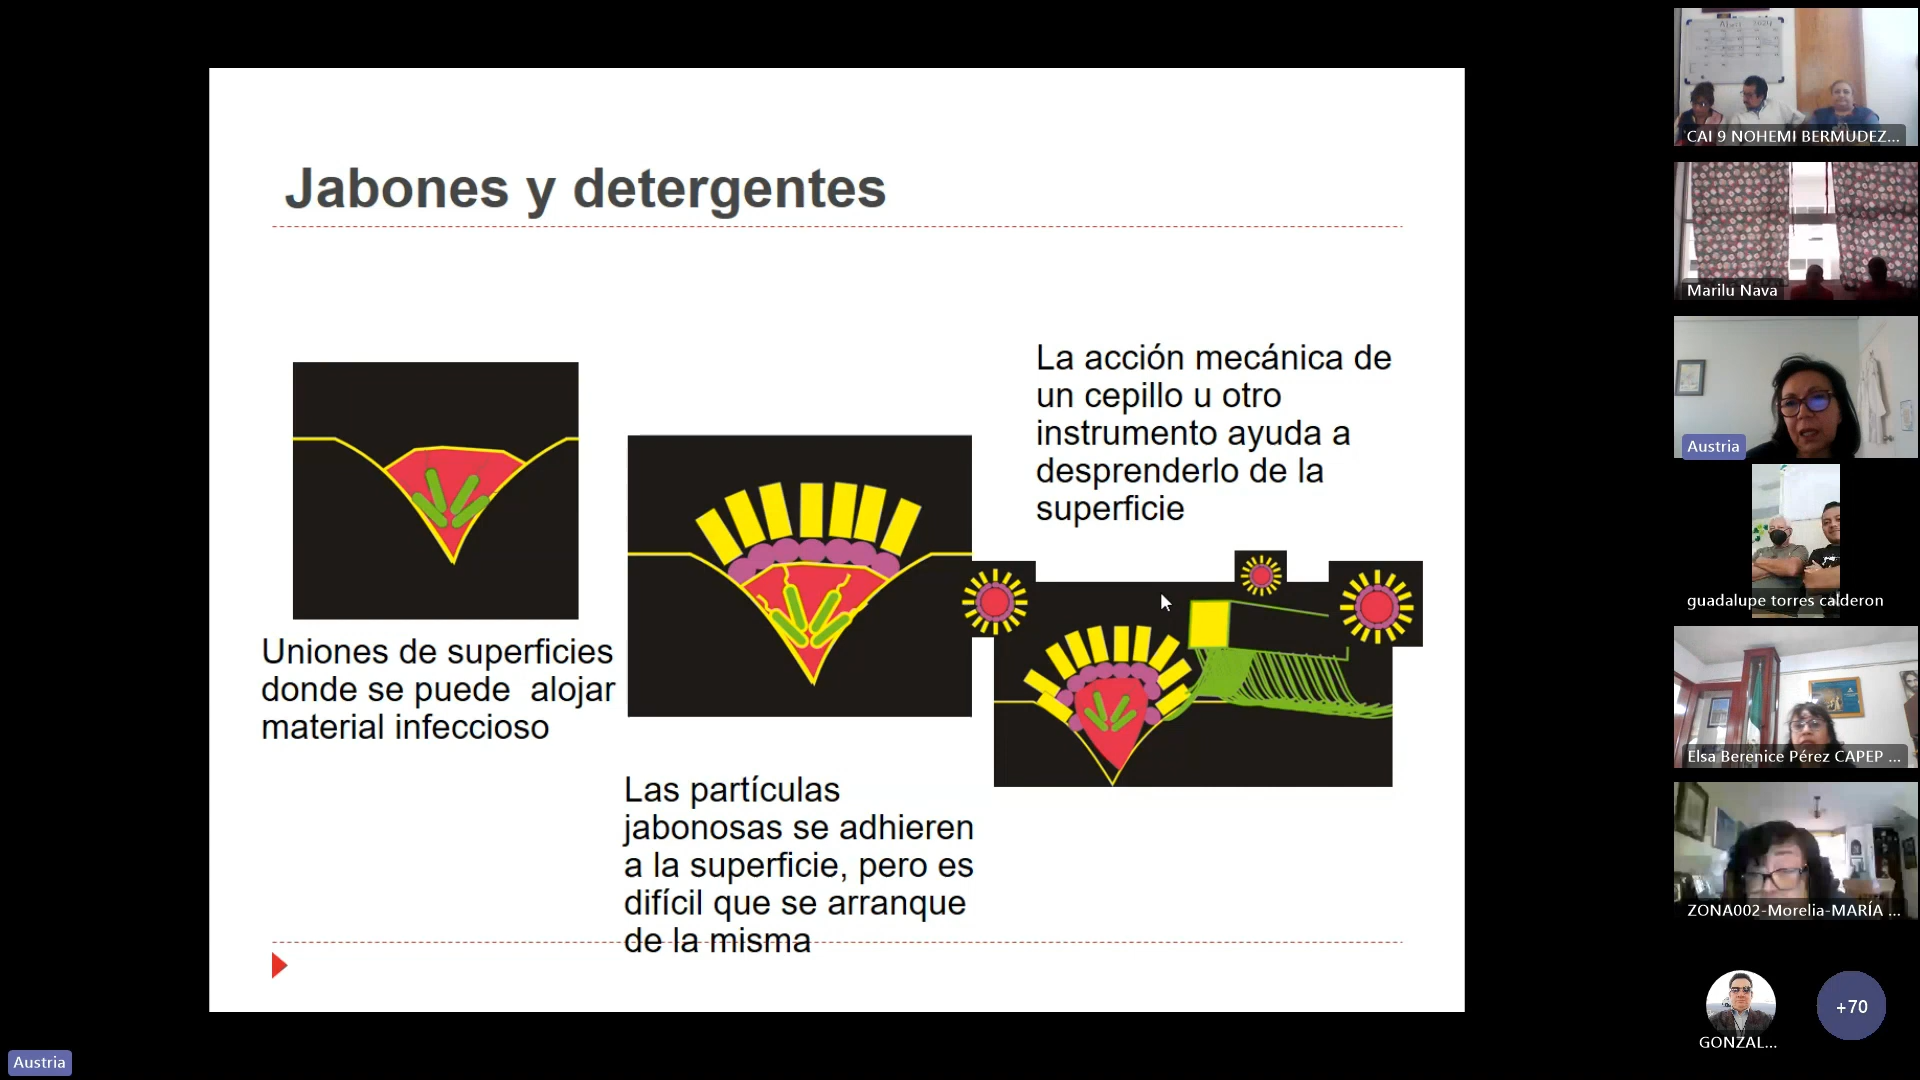 Jabones y detergentes
La acción mecánica de
un cepillo u otro
instrumento ayuda a
desprenderlo de la
superficie
Uniones de superficies
donde se puede alojar
material infeccioso
Las partículas
jabonosas se adhieren
a la superficie, pero es
difícil que se arranque
de la misma
CAI 9 NOHEMI BERMUDEZ...
Marilu Nava
Austria
guadalupe torres calderon
Elsa Berenice Pérez CAPEP ...
ZONA002-Morelia-MARÍA ...
GONZAL...
+70
Austria